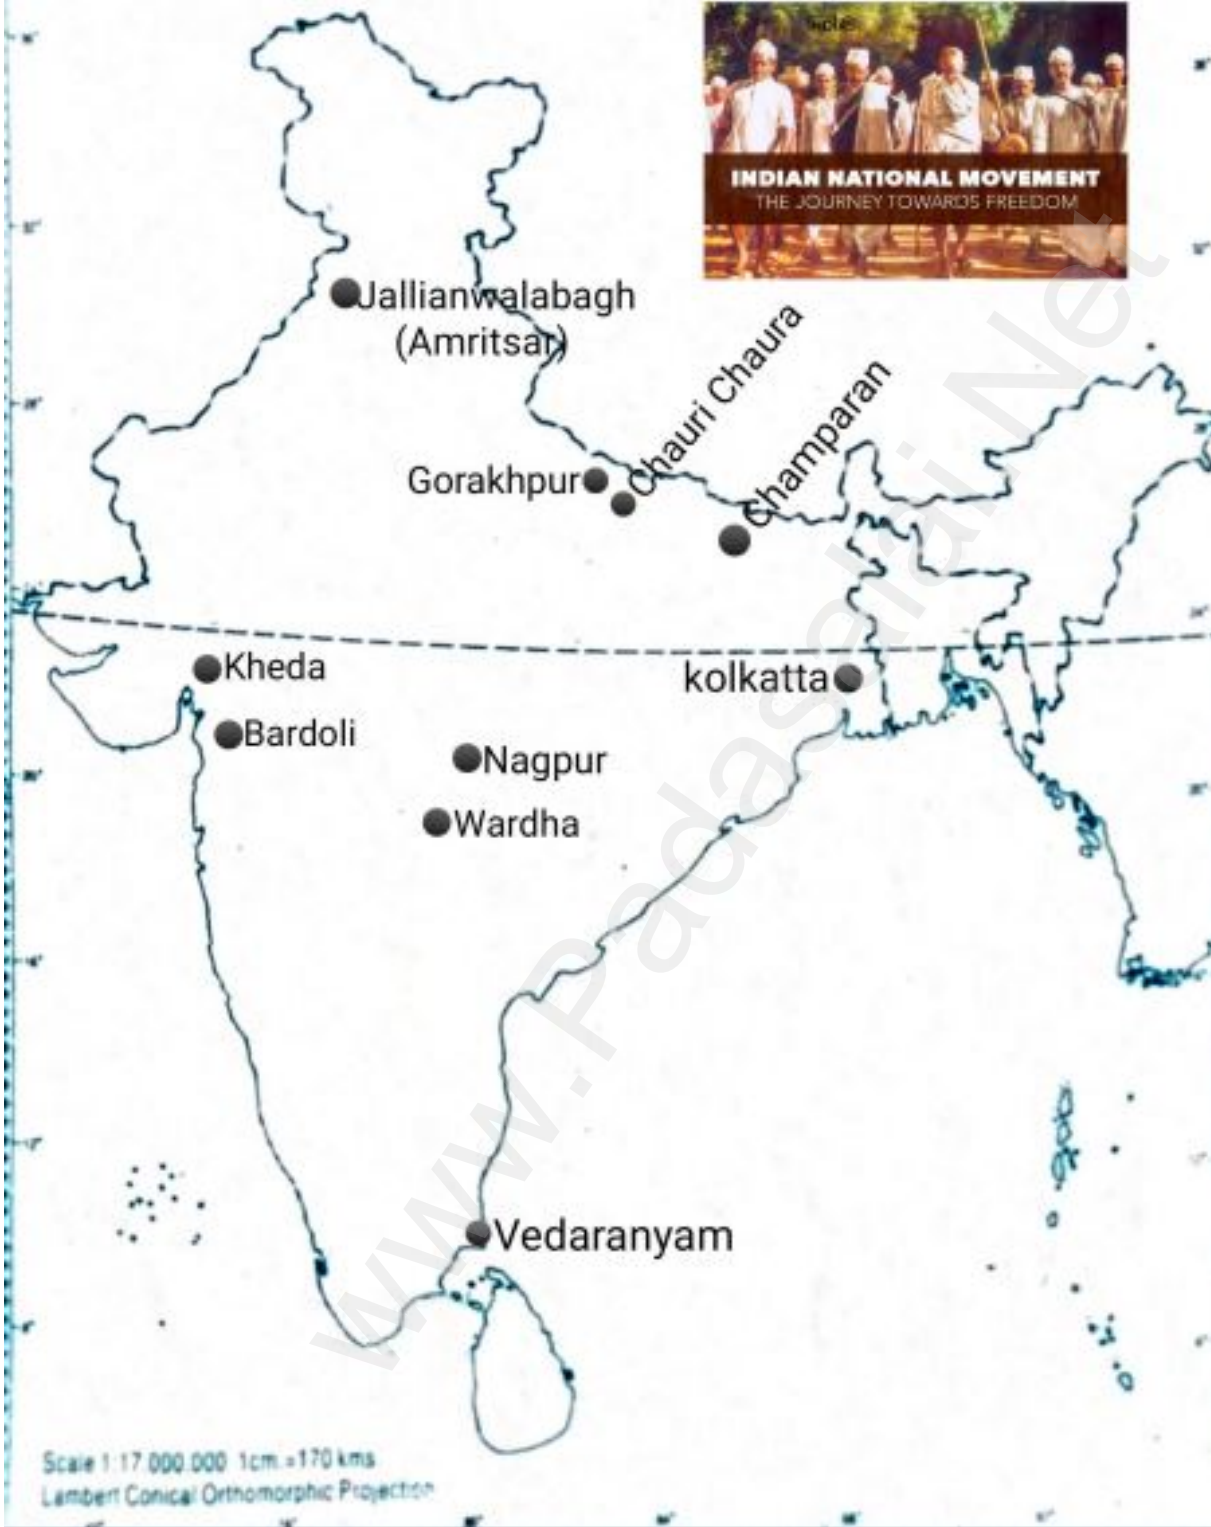 INDIAN NATIONAL MOVEMENT
THE JOURNEY TOWARDS FREEDOM
Jallianwalabagh
(Amritsar)
Chauri Chaura
Champaran
Gorakhpur
Kheda
kolkatta
Bardoli
Nagpur
Wardha
Vedaranyam
www.Padasalai.Net
Scale 1:17.000.000 1cm.=170 kms
Lambert Conical Orthomorphic Projection